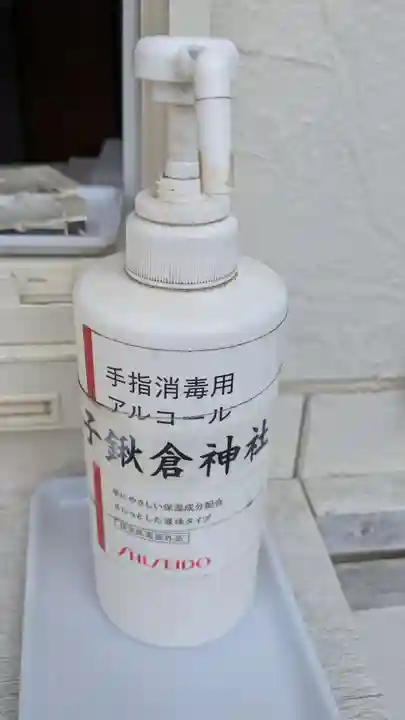 手指消毒用
アルコール
子鍬倉神社
手にやさしい保湿成分配合
さらっとした液体タイプ
指定医薬部外品
SHISEIDO